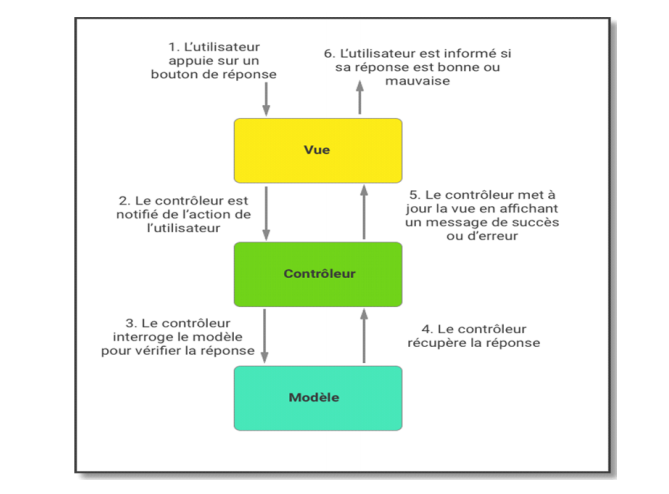 1. L'utilisateur
appuie sur un
bouton de réponse
6. L'utilisateur est informé si
sa réponse est bonne ou
mauvaise
Vue
2. Le contrôleur est
notifié de l'action de
l'utilisateur
5. Le contrôleur met à
jour la vue en affichant
un message de succès
ou d'erreur
Contrôleur
3. Le contrôleur
interroge le modèle
pour vérifier la réponse
4. Le contrôleur
récupère la réponse
Modèle